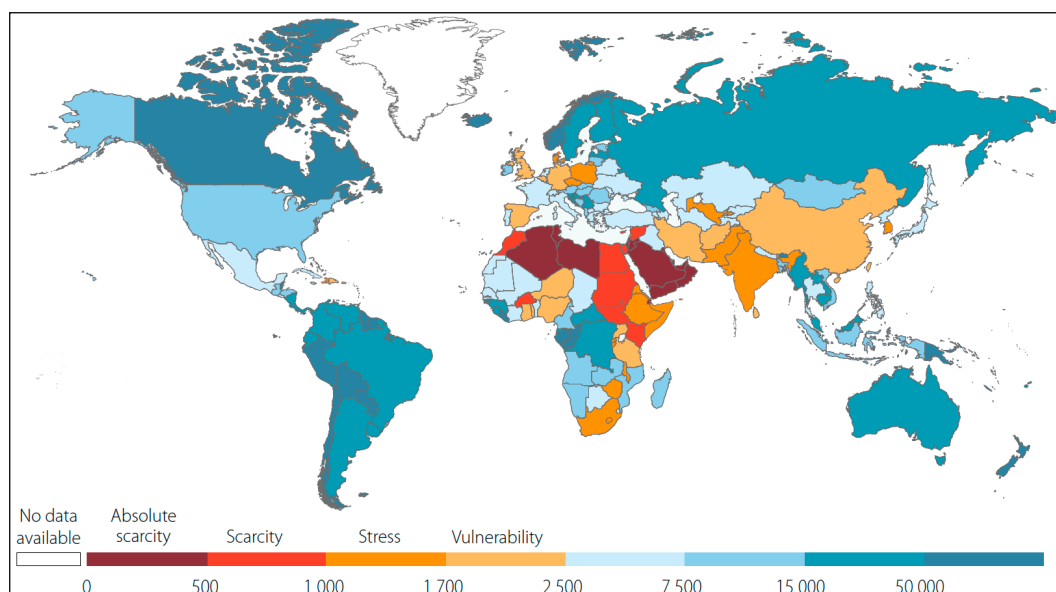 No data
available
Absolute
scarcity
Scarcity
Stress
Vulnerability
0 500 1 000 1 700 2 500 7 500 15 000 50 000